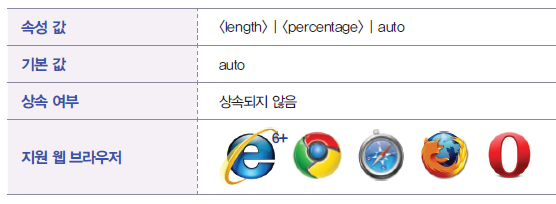 속성 값 〈length〉 | 〈percentage〉 | auto
기본 값 auto
상속 여부 상속되지 않음
지원 웹 브라우저 6+